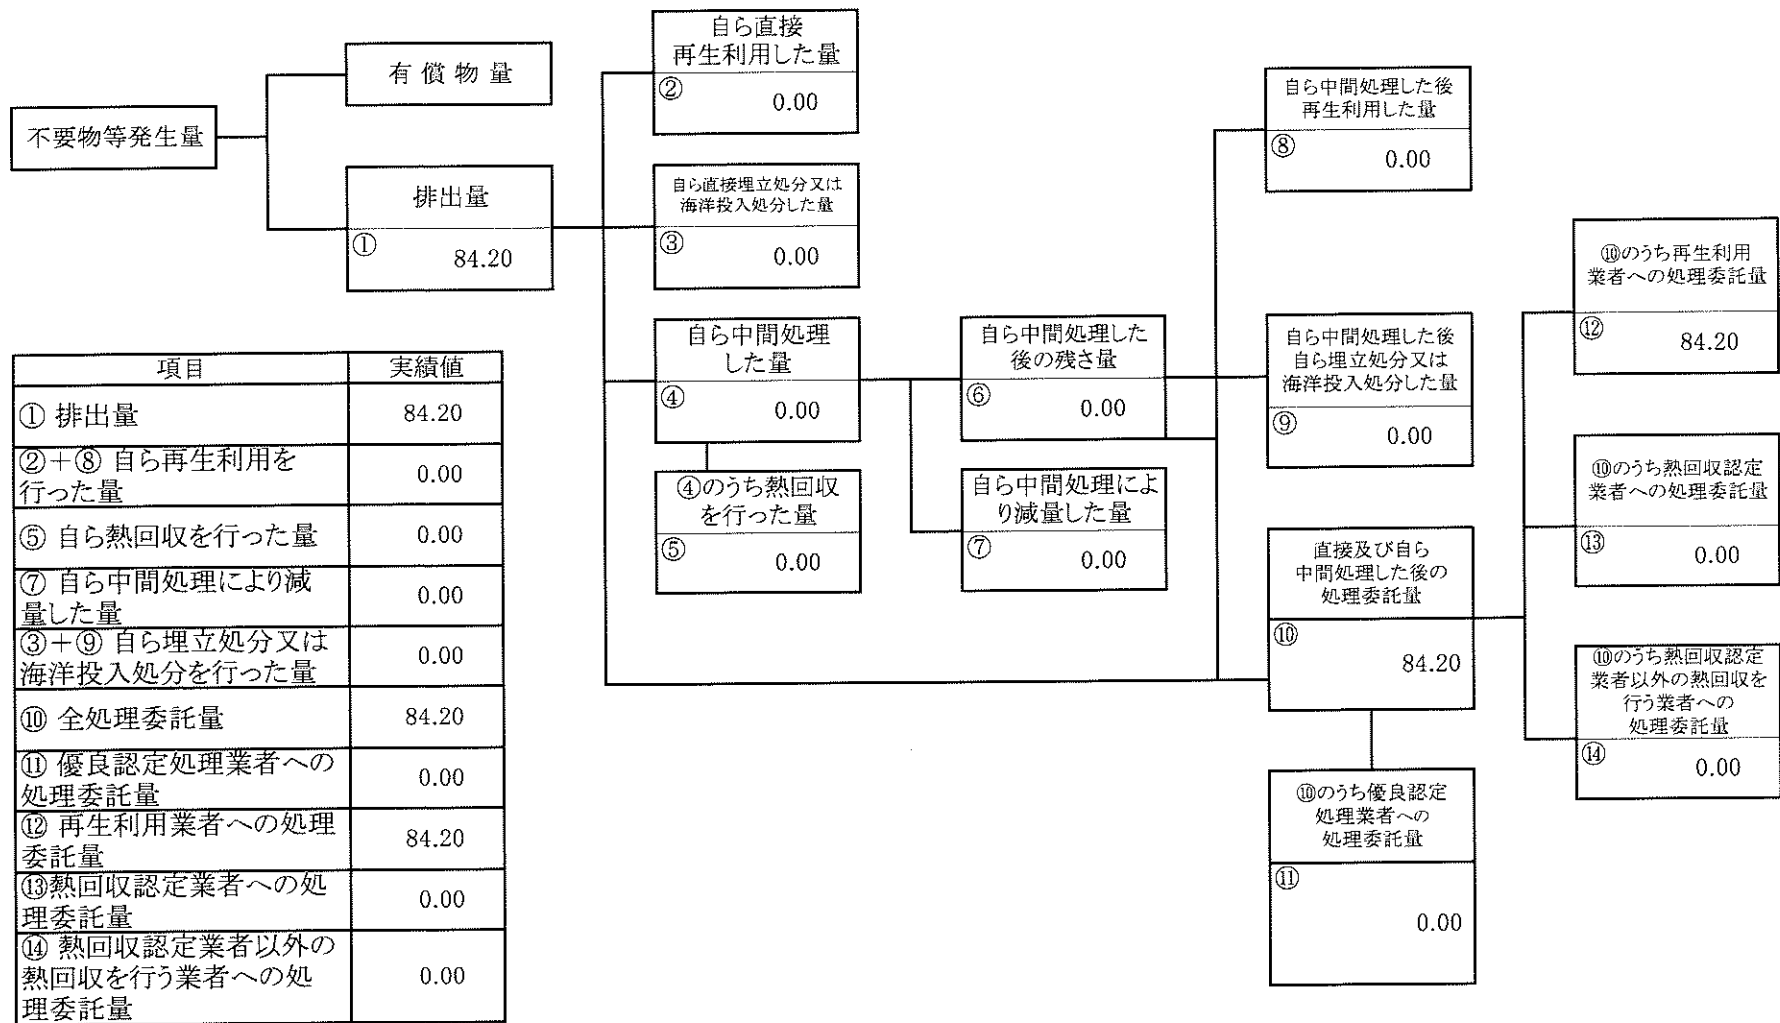 不要物等発生量
有償物量
排出量
① 84.20
自ら直接
再生利用した量
② 0.00
自ら直接埋立処分又は
海洋投入処分した量
③ 0.00
自ら中間処理
した量
④ 0.00
④のうち熱回収
を行った量
⑤ 0.00
自ら中間処理した
後の残さ量
⑥ 0.00
自ら中間処理によ
り減量した量
⑦ 0.00
自ら中間処理した後
再生利用した量
⑧ 0.00
自ら中間処理した後
自ら埋立処分又は
海洋投入処分した量
⑨ 0.00
直接及び自ら
中間処理した後の
処理委託量
⑩ 84.20
⑩のうち優良認定
処理業者への
処理委託量
⑪ 0.00
⑩のうち再生利用
業者への処理委託量
⑫ 84.20
⑩のうち熱回収認定
業者への処理委託量
⑬ 0.00
⑩のうち熱回収認定
業者以外の熱回収を
行う業者への
処理委託量
⑭ 0.00
項目 実績値
① 排出量 84.20
②+⑧ 自ら再生利用を
行った量 0.00
⑤ 自ら熱回収を行った量 0.00
⑦ 自ら中間処理により減
量した量 0.00
③+⑨ 自ら埋立処分又は
海洋投入処分を行った量 0.00
⑩ 全処理委託量 84.20
⑪ 優良認定処理業者への
処理委託量 0.00
⑫ 再生利用業者への処理
委託量 84.20
⑬熱回収認定業者への処
理委託量 0.00
⑭ 熱回収認定業者以外の
熱回収を行う業者への処
理委託量 0.00